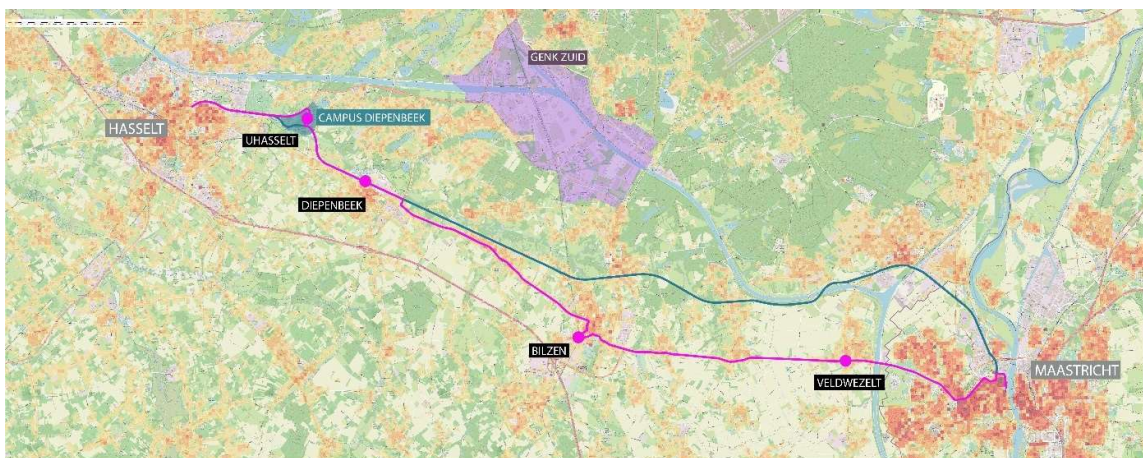 GENK ZUID
CAMPUS DIEPENBEEK
HASSELT
UHASSELT
DIEPENBEEK
BILZEN
VELDWEZELT
MAASTRICHT